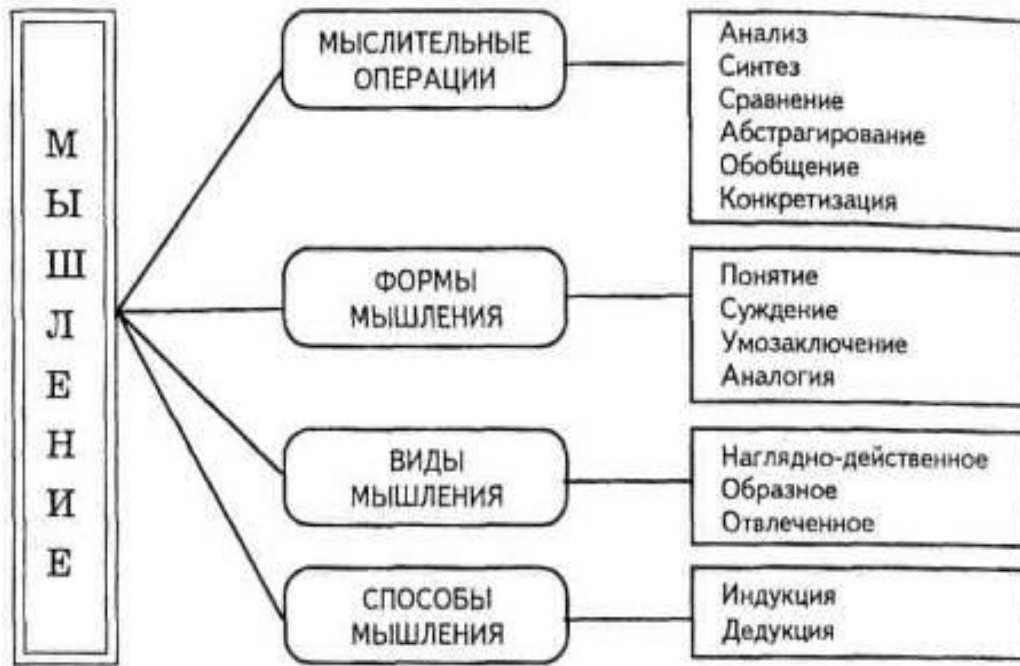 МЫШЛЕНИЕ
МЫСЛИТЕЛЬНЫЕ
ОПЕРАЦИИ
Анализ
Синтез
Сравнение
Абстрагирование
Обобщение
Конкретизация
ФОРМЫ
МЫШЛЕНИЯ
Понятие
Суждение
Умозаключение
Аналогия
ВИДЫ
МЫШЛЕНИЯ
Наглядно-действенное
Образное
Отвлеченное
СПОСОБЫ
МЫШЛЕНИЯ
Индукция
Дедукция